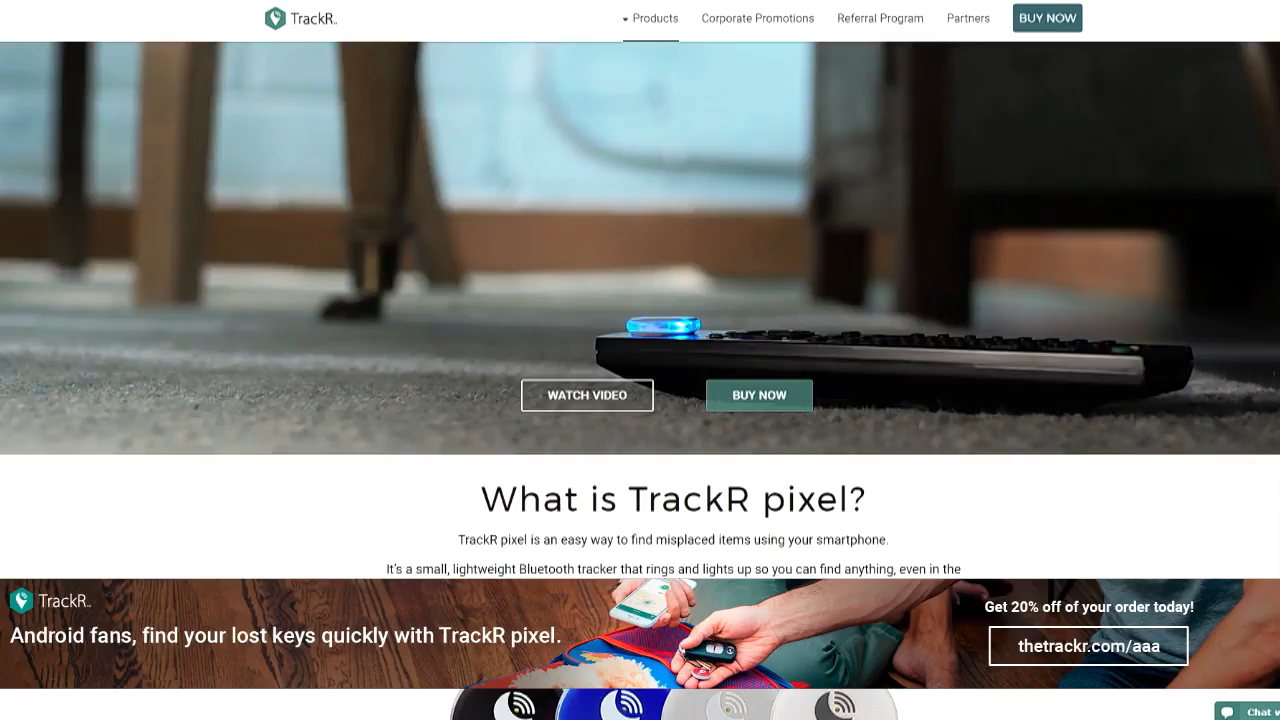 TrackR
Products
Corporate Promotions
Referral Program
Partners
BUY NOW
WATCH VIDEO
BUY NOW
What is TrackR pixel?
TrackR pixel is an easy way to find misplaced items using your smartphone.
It's a small, lightweight Bluetooth tracker that rings and lights up so you can find anything, even in the
TrackR
Android fans, find your lost keys quickly with TrackR pixel.
Get 20% off of your order today!
thetrackr.com/aaa
Chat